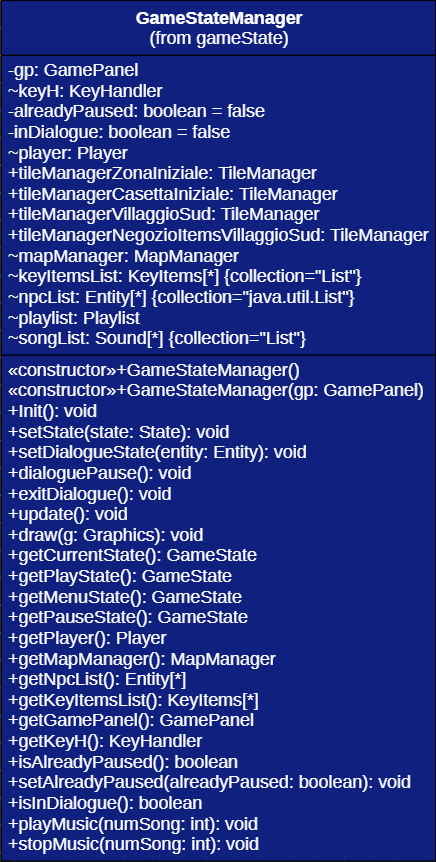 GameStateManager
(from gameState)
-gp: GamePanel
~keyH: KeyHandler
-alreadyPaused: boolean = false
-inDialogue: boolean = false
~player: Player
+tileManagerZonaIniziale: TileManager
+tileManagerCasettaIniziale: TileManager
+tileManagerVillaggioSud: TileManager
+tileManagerNegozioItemsVillaggioSud: TileManager
~mapManager: MapManager
~keyItemsList: KeyItems[*] {collection="List"}
~npcList: Entity[*] {collection="java.util.List"}
~playlist: Playlist
~songList: Sound[*] {collection="List"}
«constructor»+GameStateManager()
«constructor»+GameStateManager(gp: GamePanel)
+Init(): void
+setState(state: State): void
+setDialogueState(entity: Entity): void
+dialoguePause(): void
+exitDialogue(): void
+update(): void
+draw(g: Graphics): void
+getCurrentState(): GameState
+getPlayState(): GameState
+getMenuState(): GameState
+getPauseState(): GameState
+getPlayer(): Player
+getMapManager(): MapManager
+getNpcList(): Entity[*]
+getKeyItemsList(): KeyItems[*]
+getGamePanel(): GamePanel
+getKeyH(): KeyHandler
+isAlreadyPaused(): boolean
+setAlreadyPaused(alreadyPaused: boolean): void
+isInDialogue(): boolean
+playMusic(numSong: int): void
+stopMusic(numSong: int): void